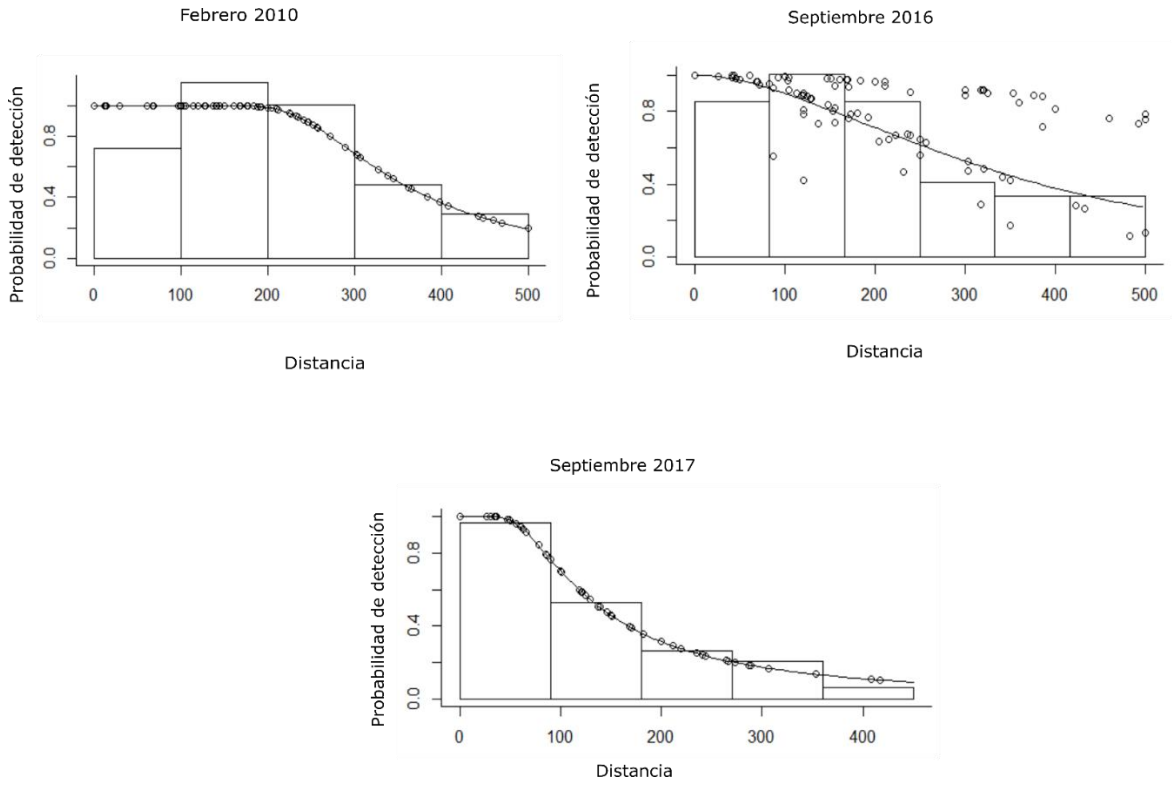 Febrero 2010
Probabilidad de detección
0.0 0.4 0.8
0 100 200 300 400 500
Distancia
Septiembre 2016
Probabilidad de detección
0.0 0.4 0.8
0 100 200 300 400 500
Distancia
Septiembre 2017
Probabilidad de detección
0.0 0.4 0.8
0 100 200 300 400
Distancia